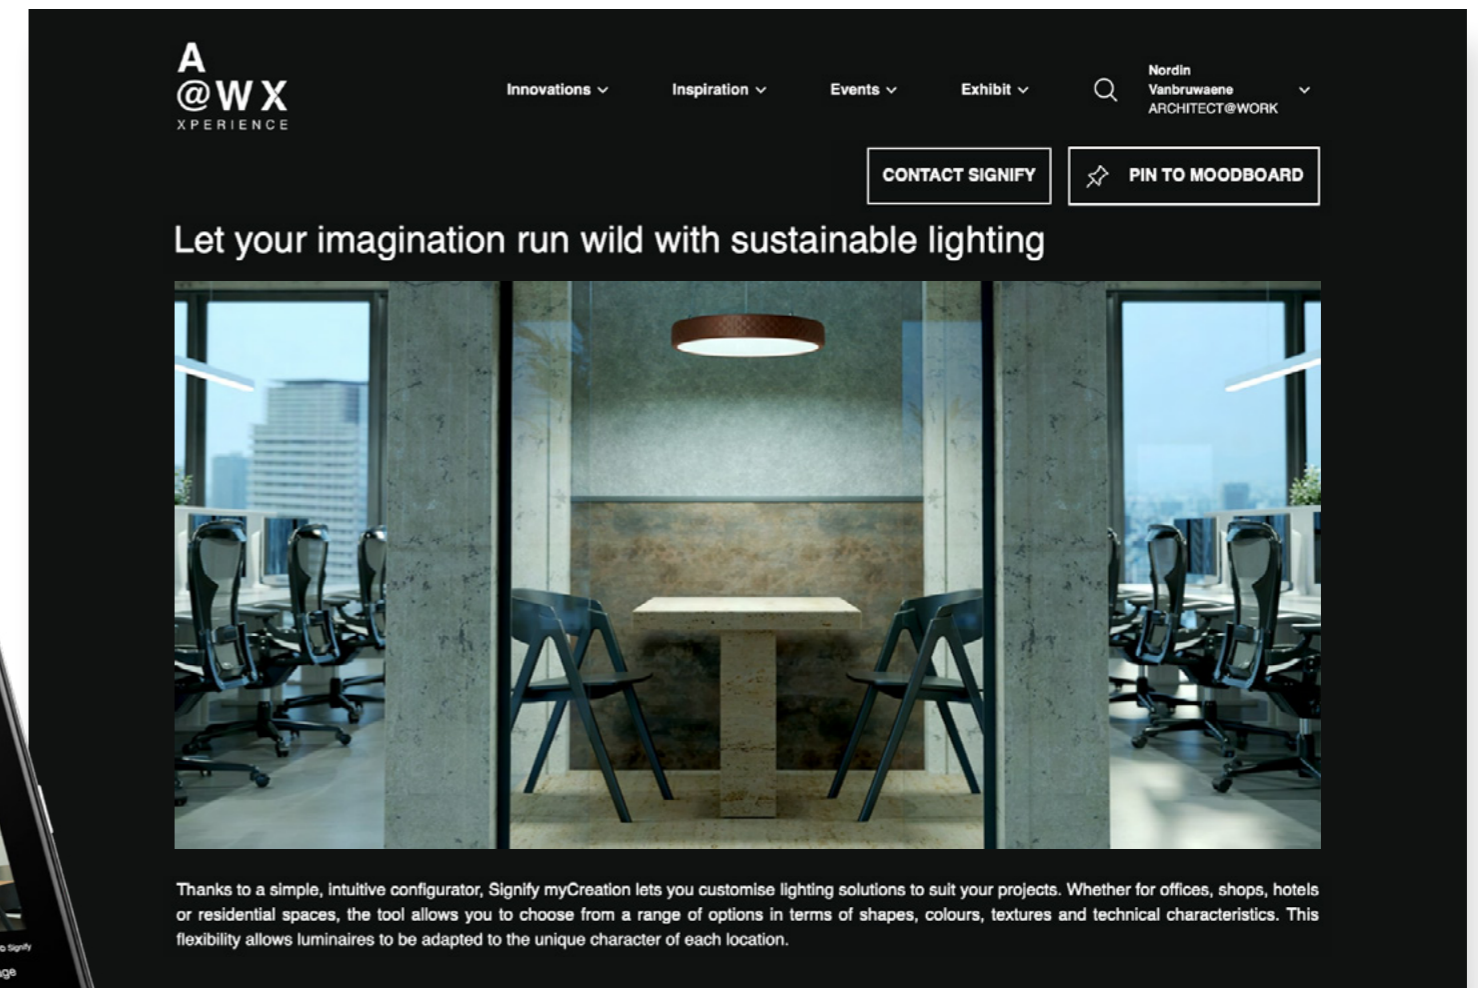 A
@WX
XPERIENCE
Innovations
Inspiration
Events
Exhibit
Nordin
Vanbruwaene
ARCHITECT@WORK
CONTACT SIGNIFY
PIN TO MOODBOARD
Let your imagination run wild with sustainable lighting
Thanks to a simple, intuitive configurator, Signify myCreation lets you customise lighting solutions to suit your projects. Whether for offices, shops, hotels
or residential spaces, the tool allows you to choose from a range of options in terms of shapes, colours, textures and technical characteristics. This
flexibility allows luminaires to be adapted to the unique character of each location.
Signify